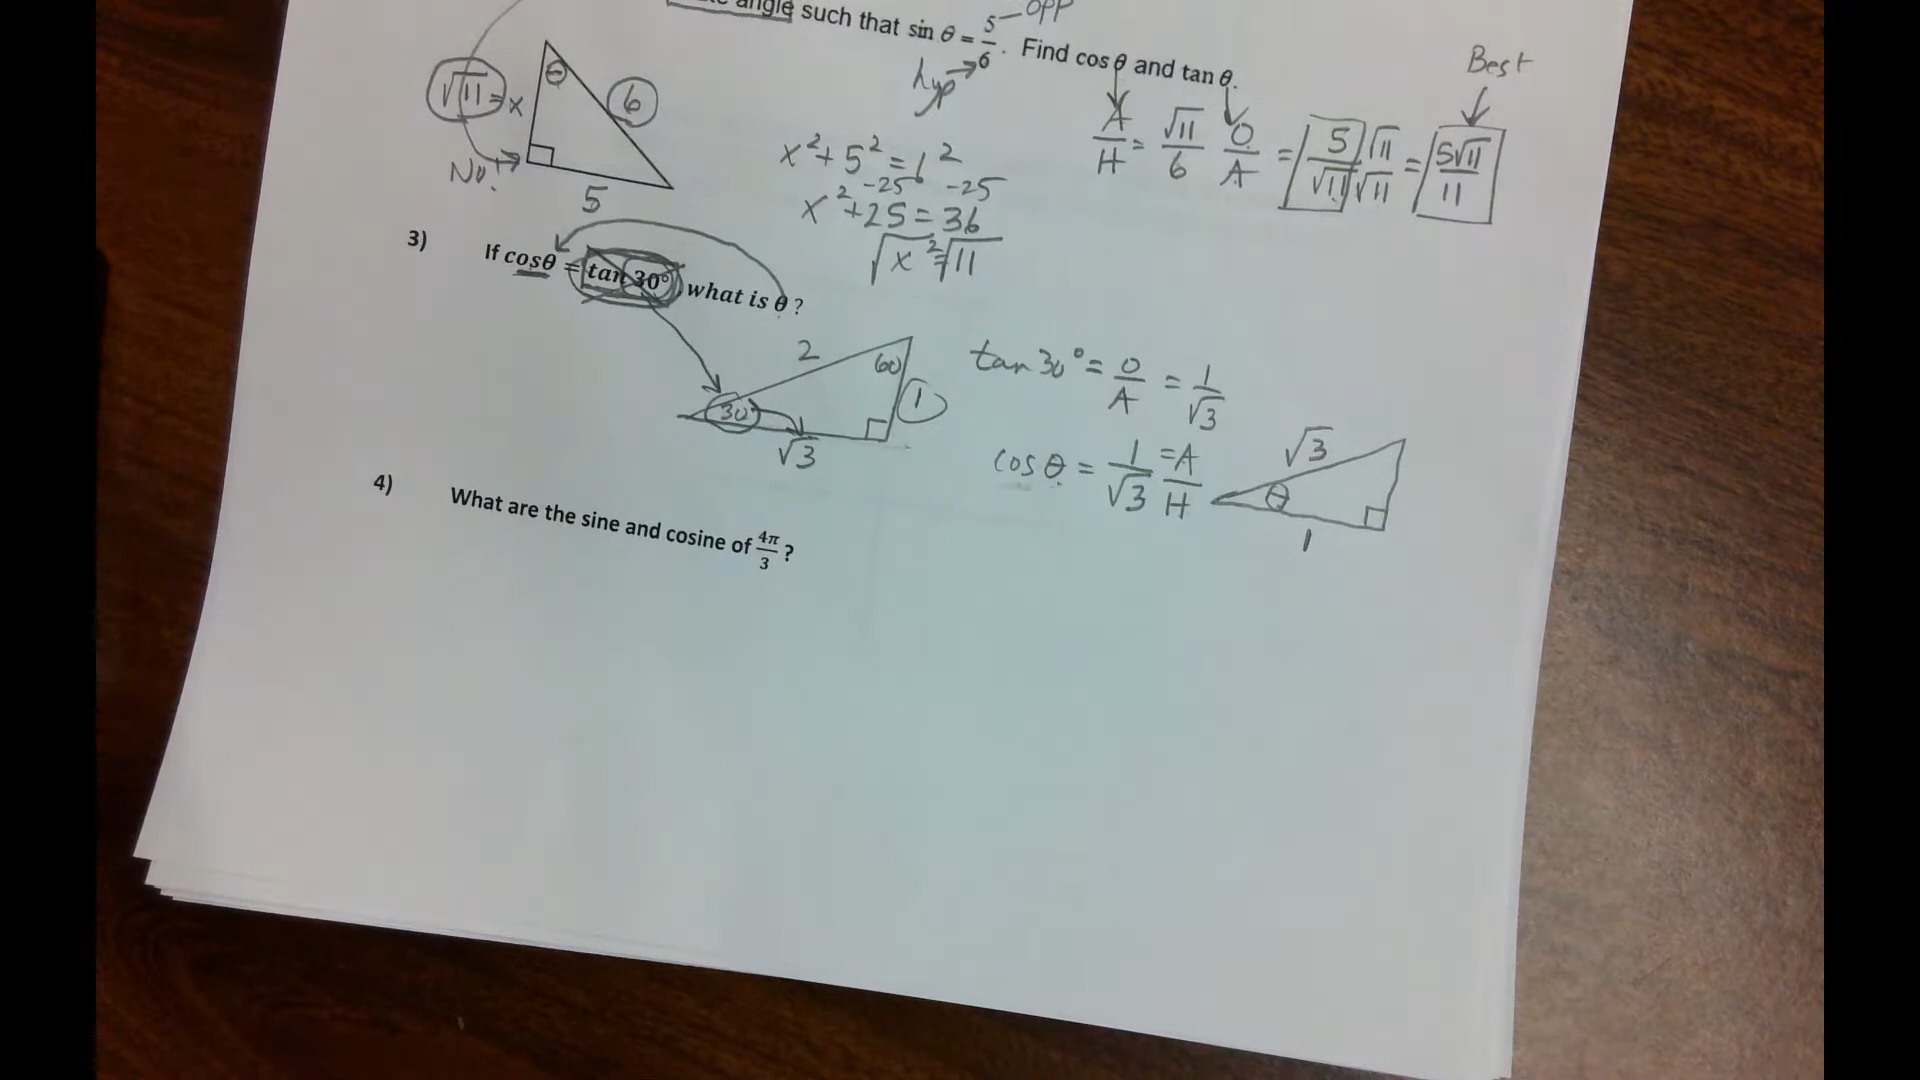 angle such that sin θ = 5/6. Find cos θ and tan θ.
opp
hyp
Best
√11 = x
θ
6
5
No!
x² + 5² = 6²
-25 -25
x² + 25 = 36
√x² = √11
A/H = √11/6
O/A = 5/√11 √11/√11 = 5√11/11
3) If cosθ = tan 30°, what is θ?
2
60
1
30
√3
tan 30° = O/A = 1/√3
cos θ = 1/√3 = A/H
√3
θ
1
4) What are the sine and cosine of 4π/3?